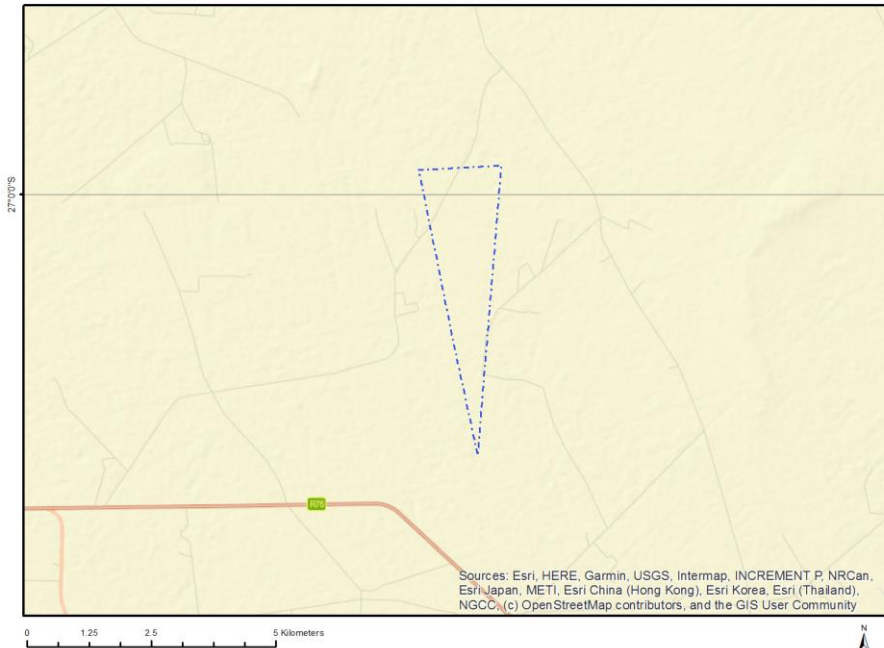 27°0'0"S
R76
Sources: Esri, HERE, Garmin, USGS, Intermap, INCREMENT P, NRCan,
Esri Japan, METI, Esri China (Hong Kong), Esri Korea, Esri (Thailand),
NGCC, (c) OpenStreetMap contributors, and the GIS User Community
0 1.25 2.5 5 Kilometers
N